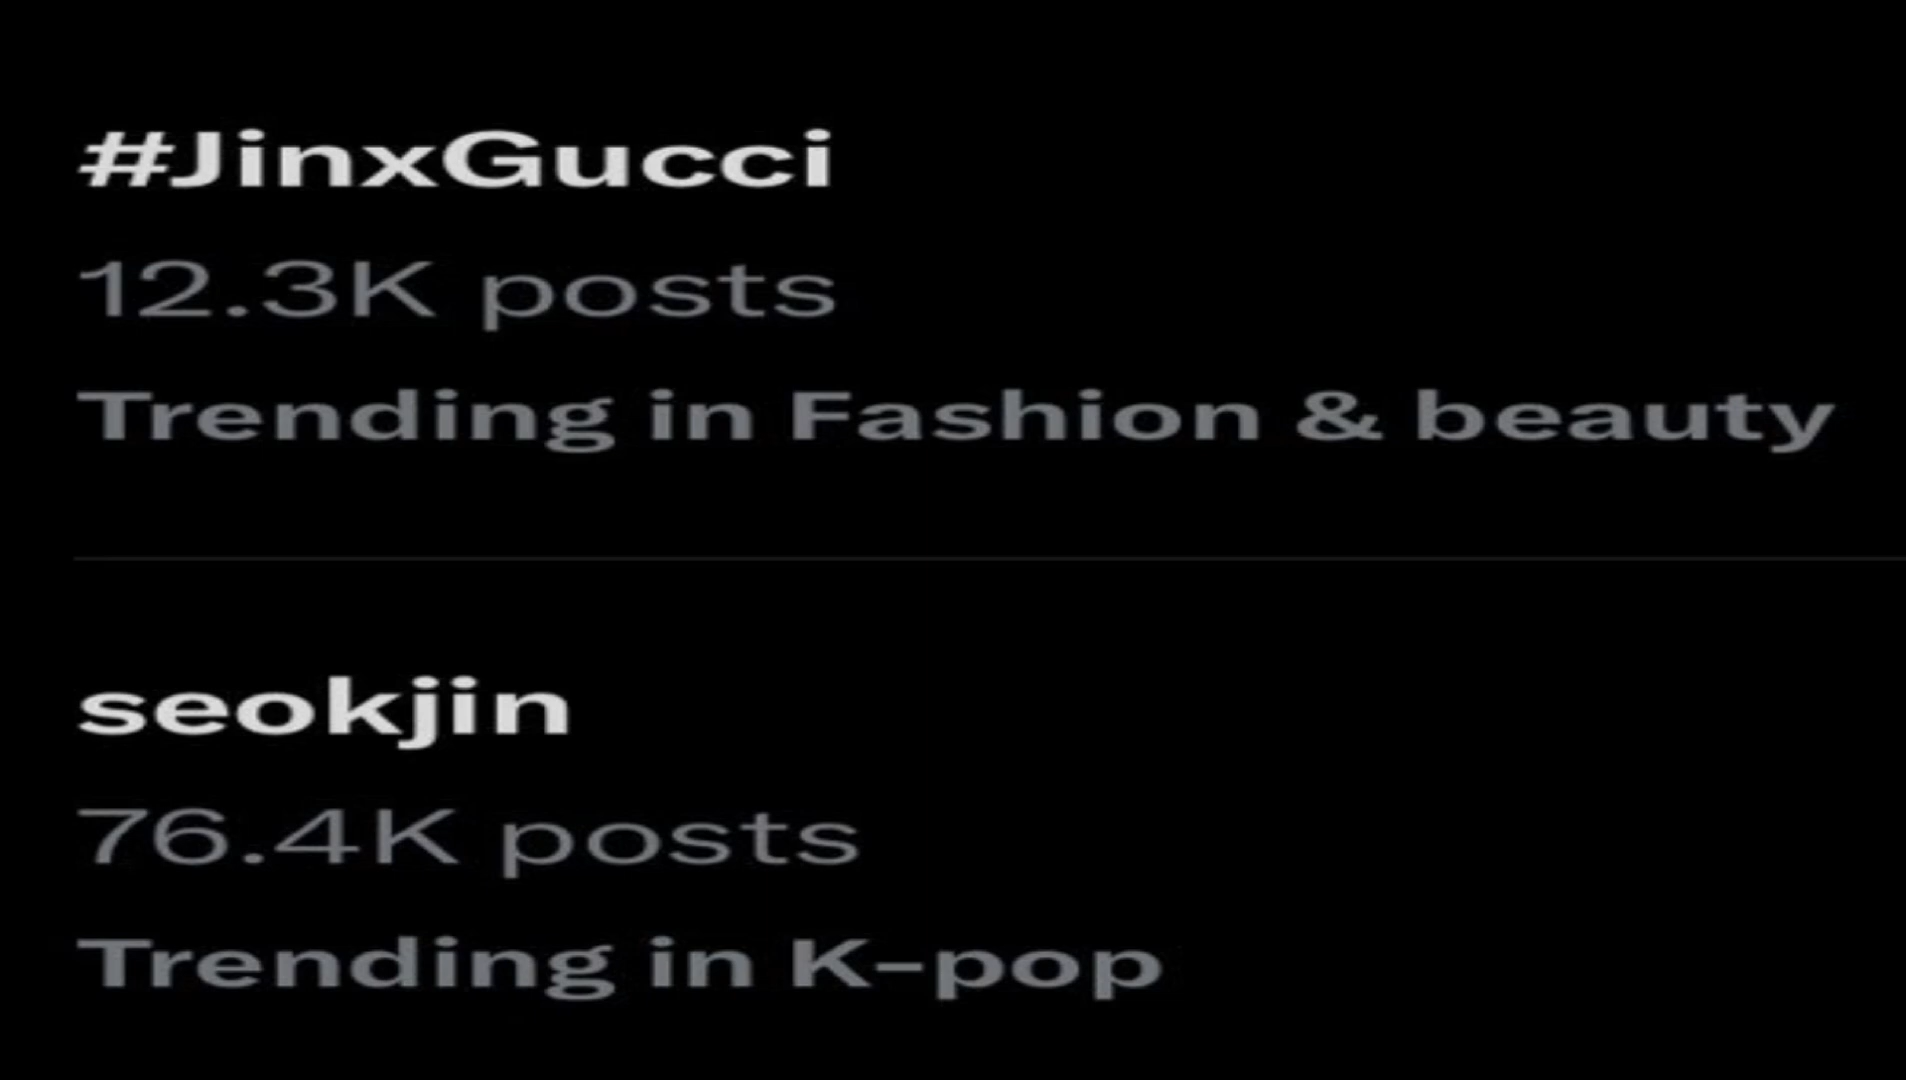 #JinxGucci
12.3K posts
Trending in Fashion & beauty
seokjin
76.4K posts
Trending in K-pop